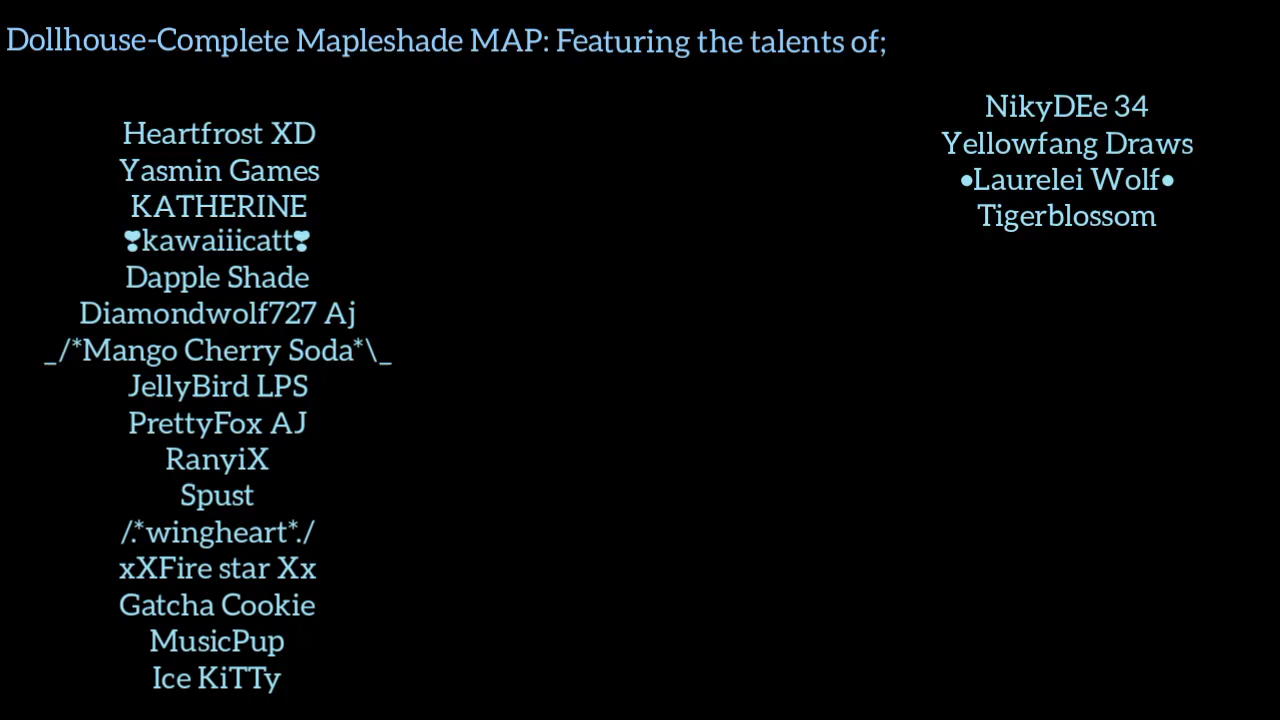 Dollhouse-Complete Mapleshade MAP: Featuring the talents of;
Heartfrost XD
Yasmin Games
KATHERINE
❣kawaiiicatt❣
Dapple Shade
Diamondwolf727 Aj
_/*Mango Cherry Soda*\_
JellyBird LPS
PrettyFox AJ
RanyiX
Spust
/.*wingheart*./
xXFire star Xx
Gatcha Cookie
MusicPup
Ice KiTTy
NikyDEe 34
Yellowfang Draws
•Laurelei Wolf•
Tigerblossom